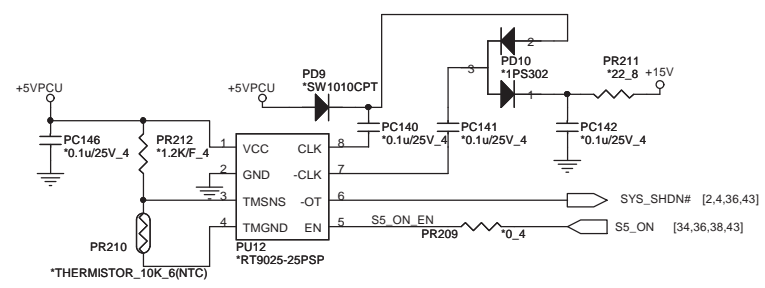 2
PD10
*1PS302
3
1
PR211
*22_8
+15V
PD9
*SW1010CPT
+5VPCU
+5VPCU
PC146
*0.1u/25V_4
PR212
*1.2K/F_4
PC140
*0.1u/25V_4
PC141
*0.1u/25V_4
PC142
*0.1u/25V_4
1 VCC CLK 8
2 GND -CLK 7
3 TMSNS -OT 6
4 TMGND EN 5
SYS_SHDN# [2,4,36,43]
S5_ON_EN
PR209
*0_4
S5_ON [34,36,38,43]
PR210
*THERMISTOR_10K_6(NTC)
PU12
*RT9025-25PSP